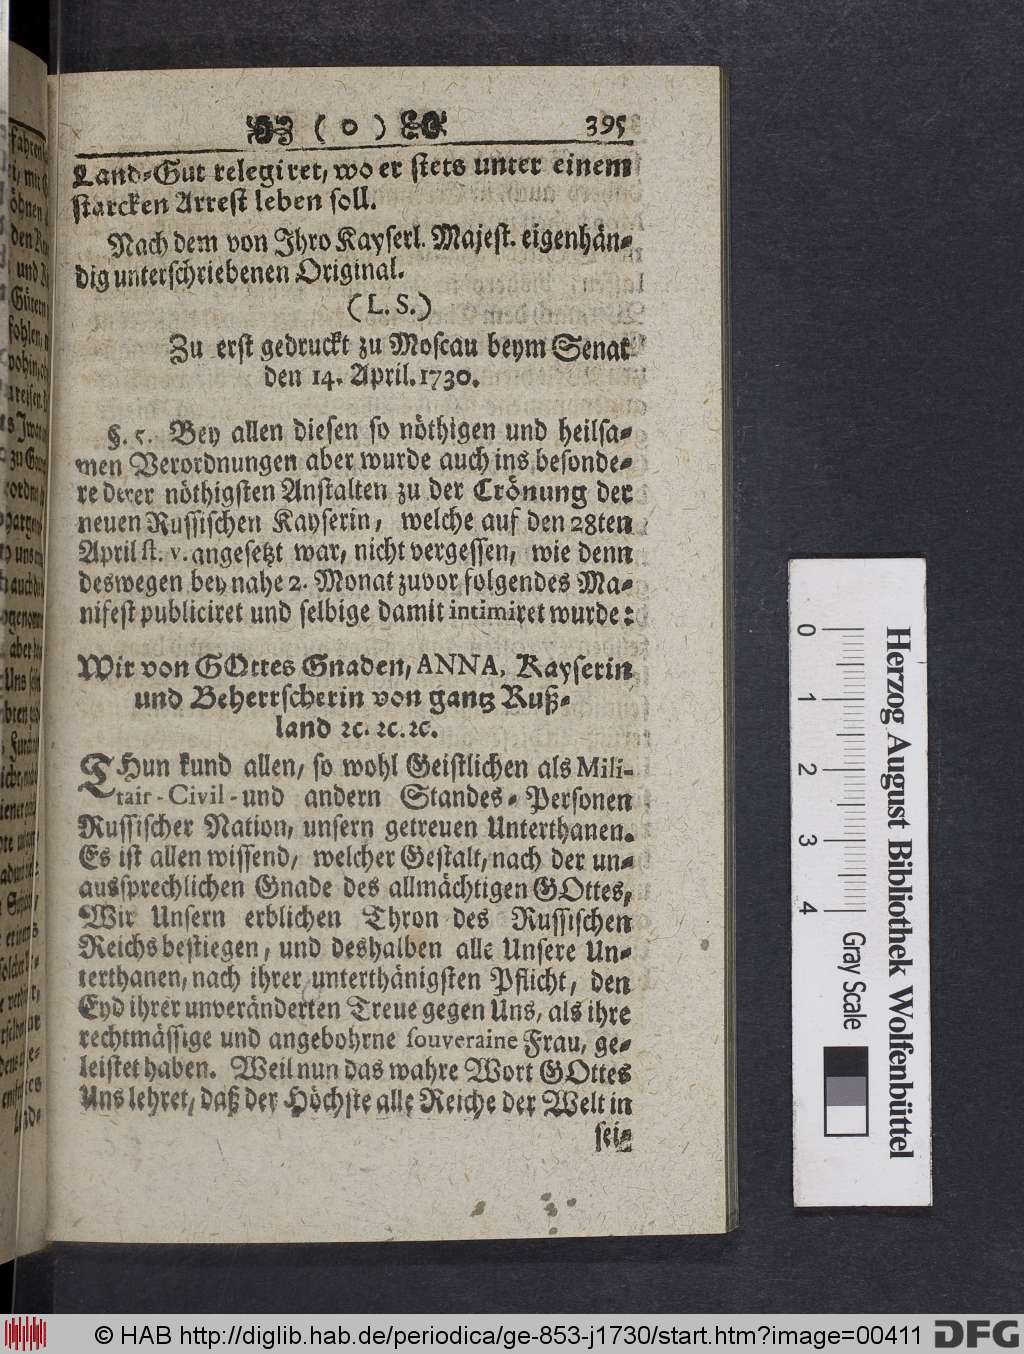 ( o ) 395
Land-Gut relegiret, wo er stets unter einem
starcken Arrest leben soll.
Nach dem von Ihro Kayserl. Majest. eigenhän-
dig unterschriebenen Original.
(L. S.)
Zu erst gedruckt zu Moscau beym Senat
den 14. April. 1730.
§. 5. Bey allen diesen so nöthigen und heilsa-
men Verordnungen aber wurde auch ins besonde-
re derer nöthigsten Anstalten zu der Crönung der
neuen Russischen Kayserin, welche auf den 28ten
April st. v. angesetzt war, nicht vergessen, wie denn
deswegen bey nahe 2. Monat zuvor folgendes Ma-
nifest publiciret und selbige damit intimiret wurde:
Wir von GOttes Gnaden, ANNA, Kayserin
und Beherrscherin von gantz Ruß-
land ꝛc. ꝛc. ꝛc.
THun kund allen, so wohl Geistlichen als Mili-
tair-Civil-und andern Standes-Personen
Russischer Nation, unsern getreuen Unterthanen.
Es ist allen wissend, welcher Gestalt, nach der un-
aussprechlichen Gnade des allmächtigen GOttes,
Wir Unsern erblichen Thron des Russischen
Reichs bestiegen, und deshalben alle Unsere Un-
terthanen, nach ihrer unterthänigsten Pflicht, den
Eyd ihrer unveränderten Treue gegen Uns, als ihre
rechtmässige und angebohrne souveraine Frau, ge-
leistet haben. Weil nun das wahre Wort GOttes
Uns lehret, daß der Höchste alle Reiche der Welt in
sei-
0 1 2 3 4
Gray Scale
Herzog August Bibliothek Wolfenbüttel
© HAB http://diglib.hab.de/periodica/ge-853-j1730/start.htm?image=00411
DFG